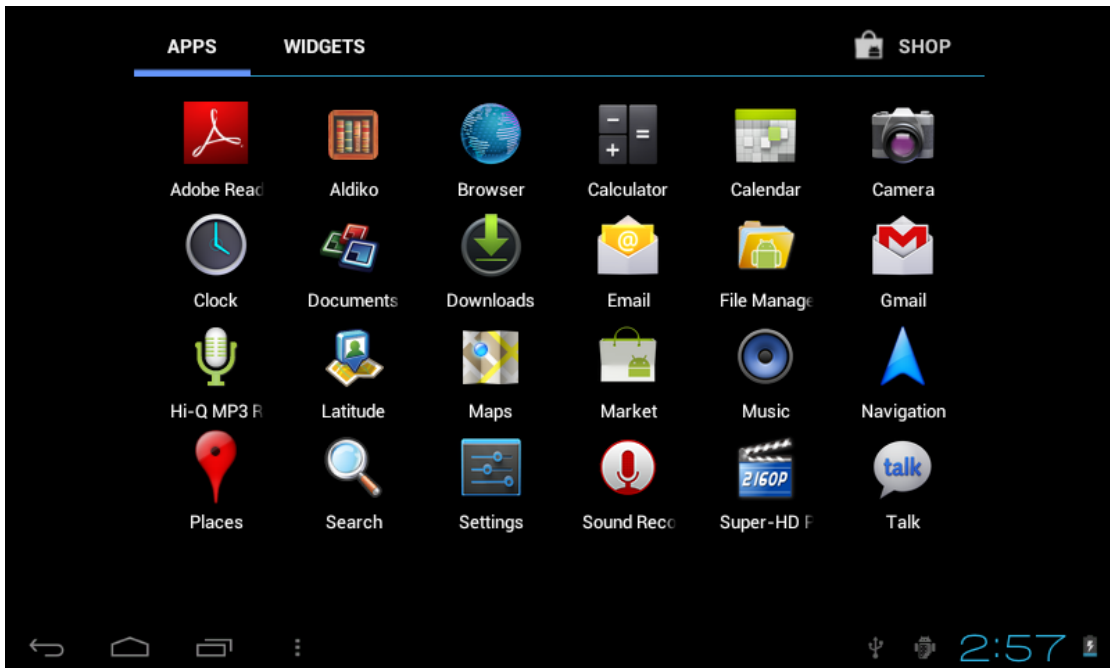 APPS WIDGETS SHOP
Adobe Read Aldiko Browser Calculator Calendar Camera
Clock Documents Downloads Email File Manage Gmail
Hi-Q MP3 R Latitude Maps Market Music Navigation
2160P talk
Places Search Settings Sound Reco Super-HD P Talk
2:57